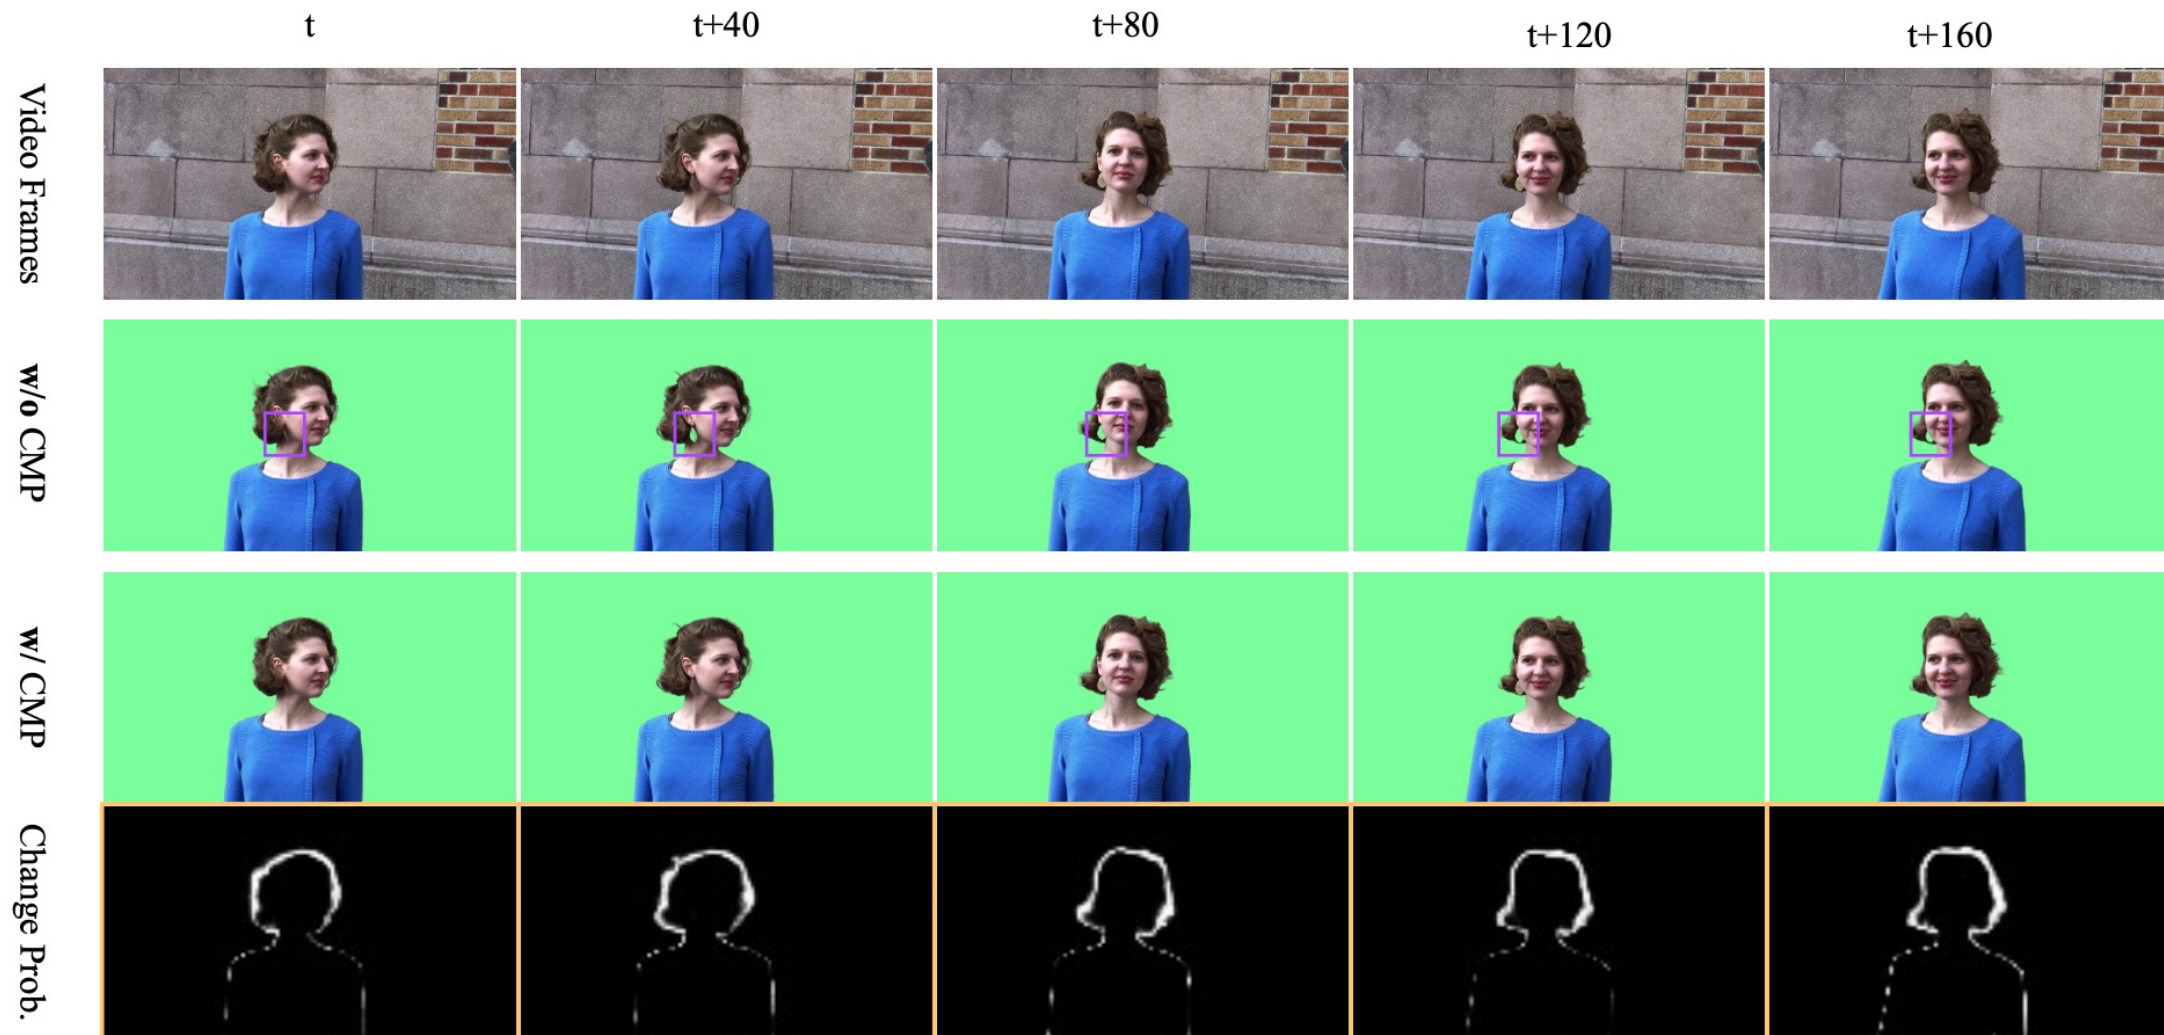 t
t+40
t+80
t+120
t+160
Video Frames
w/o CMP
w/ CMP
Change Prob.